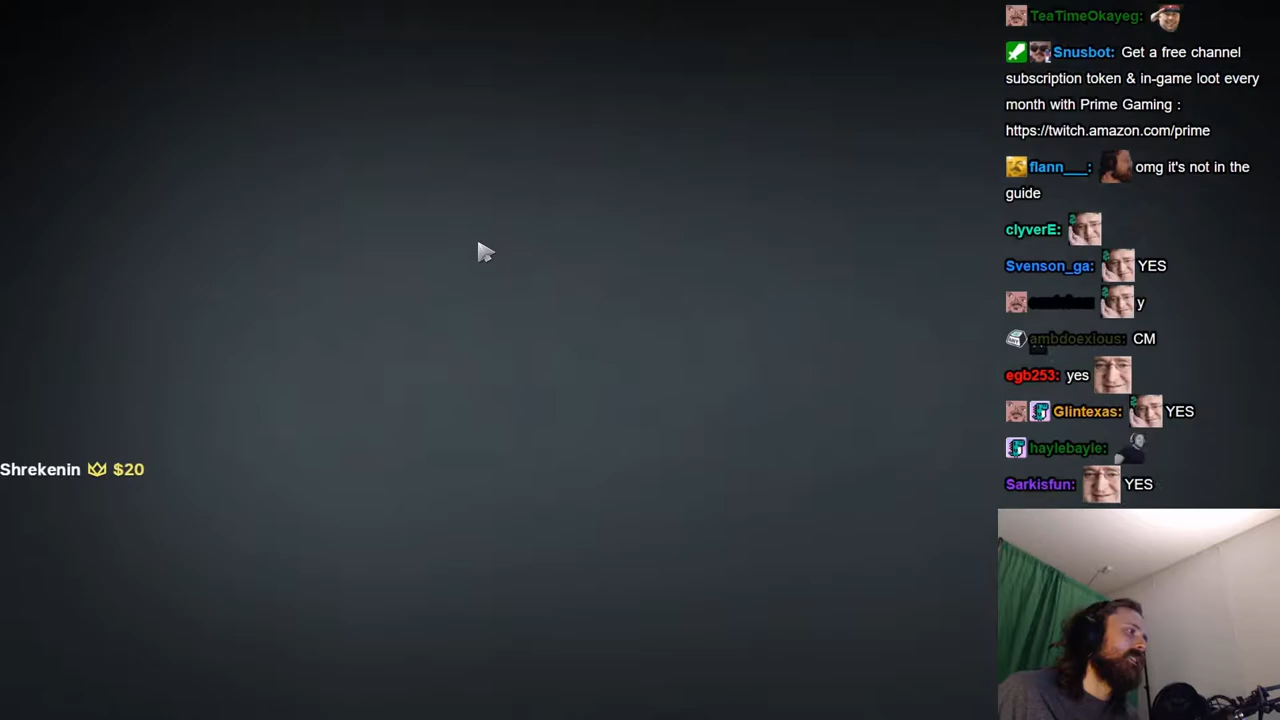 TeaTimeOkayeg:
Snusbot: Get a free channel
subscription token & in-game loot every
month with Prime Gaming :
https://twitch.amazon.com/prime
flann___: omg it's not in the
guide
clyverE:
Svenson_ga: YES
y
ambdoexious: CM
egb253: yes
Glintexas: YES
haylebayle:
Sarkisfun: YES
Shrekenin $20